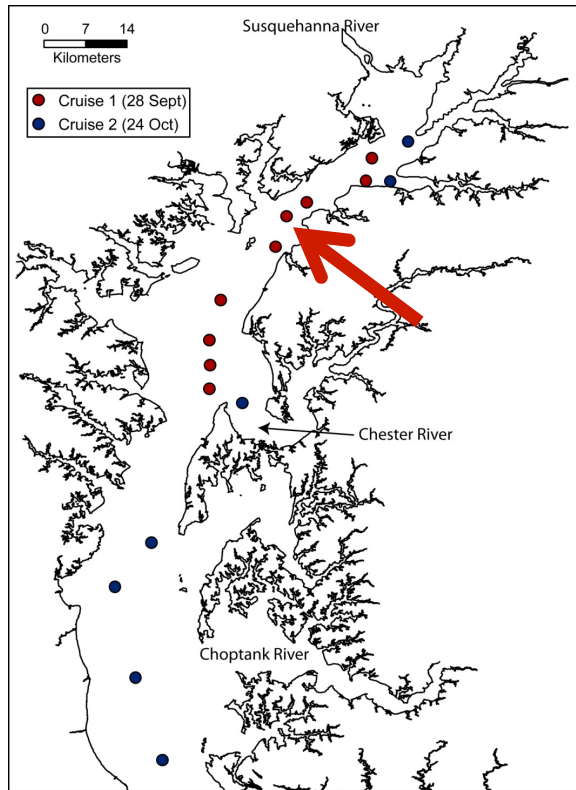 Susquehanna River
0 7 14
Kilometers
Cruise 1 (28 Sept)
Cruise 2 (24 Oct)
Chester River
Choptank River